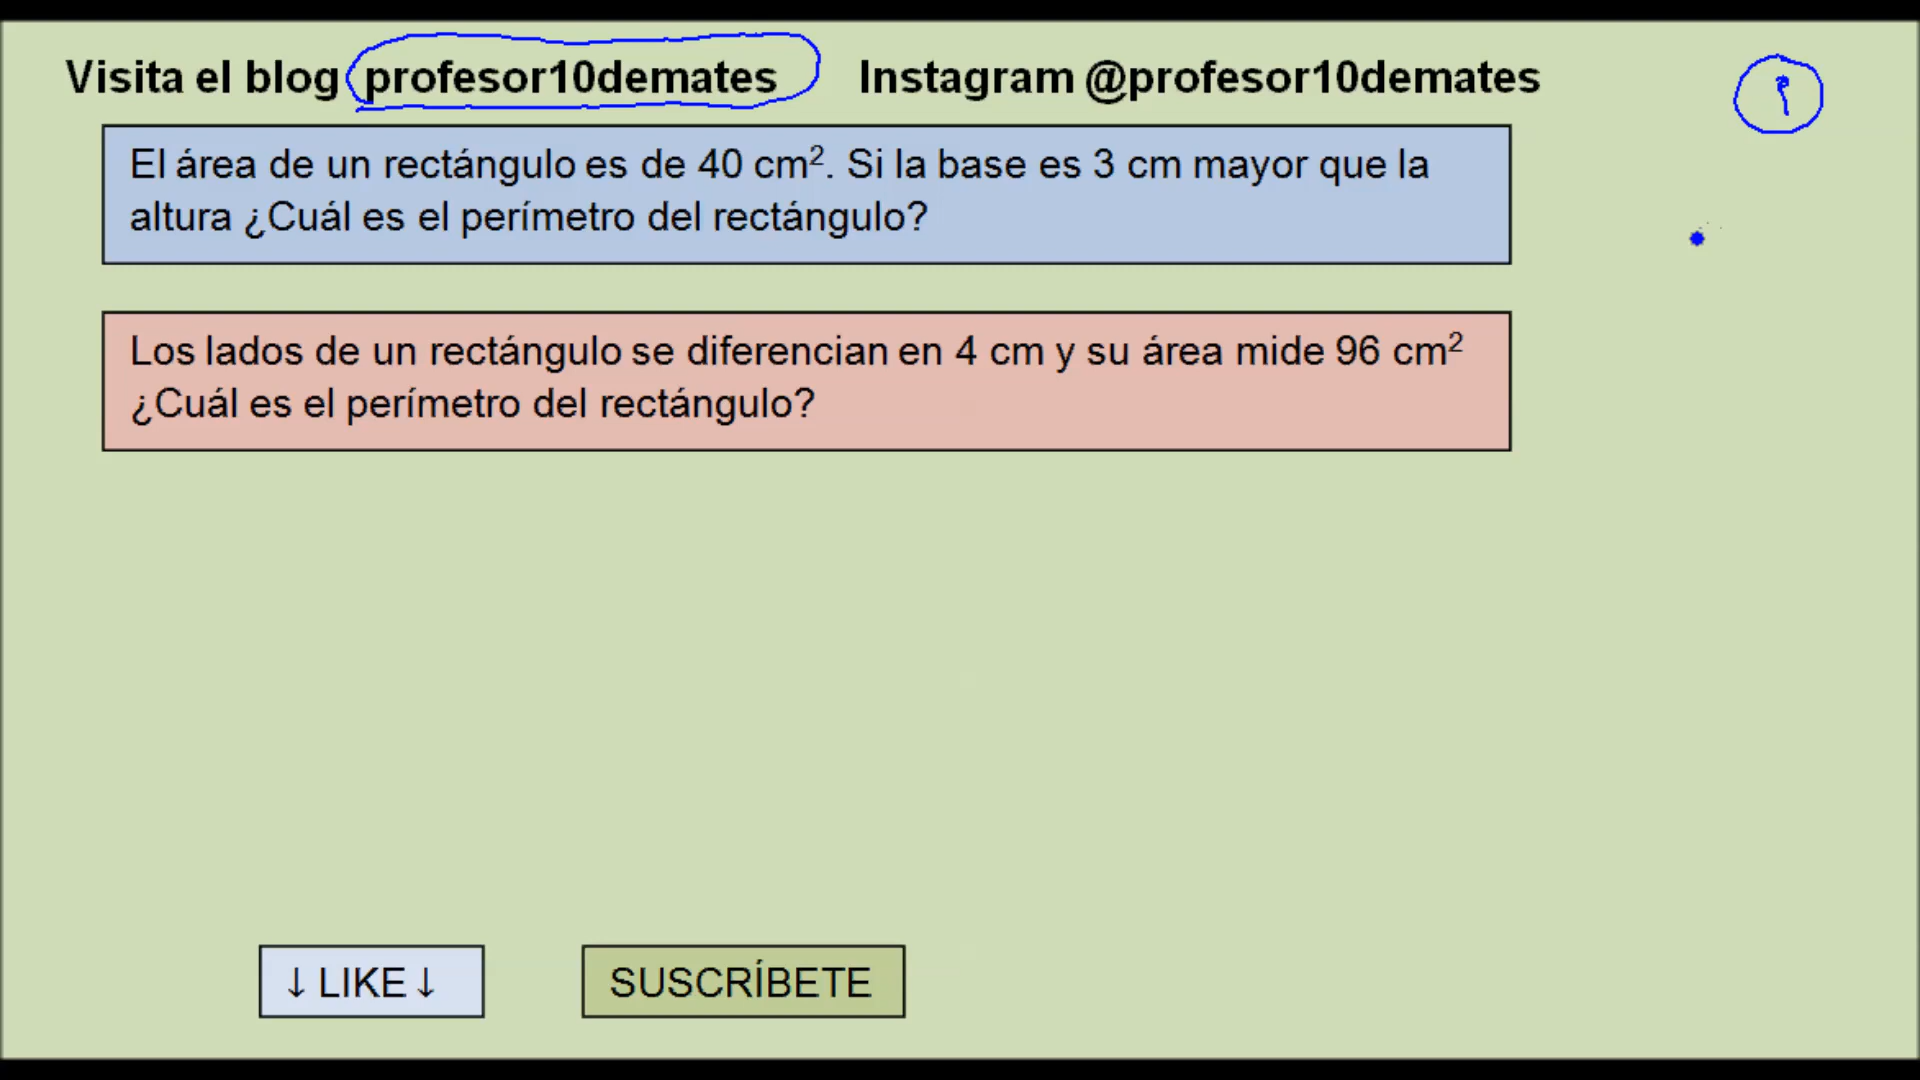 Visita el blog profesor10demates Instagram @profesor10demates
El área de un rectángulo es de 40 cm². Si la base es 3 cm mayor que la
altura ¿Cuál es el perímetro del rectángulo?
Los lados de un rectángulo se diferencian en 4 cm y su área mide 96 cm²
¿Cuál es el perímetro del rectángulo?
↓ LIKE ↓
SUSCRÍBETE